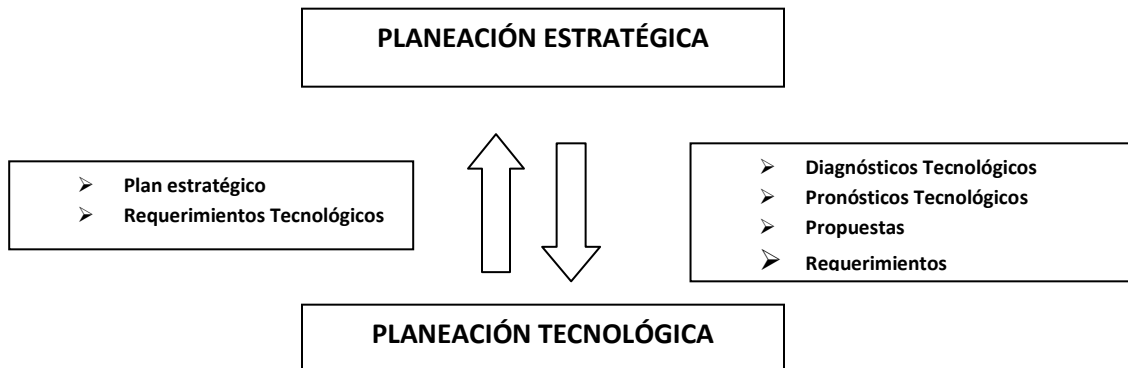 PLANEACIÓN ESTRATÉGICA
Plan estratégico
Requerimientos Tecnológicos
Diagnósticos Tecnológicos
Pronósticos Tecnológicos
Propuestas
Requerimientos
PLANEACIÓN TECNOLÓGICA